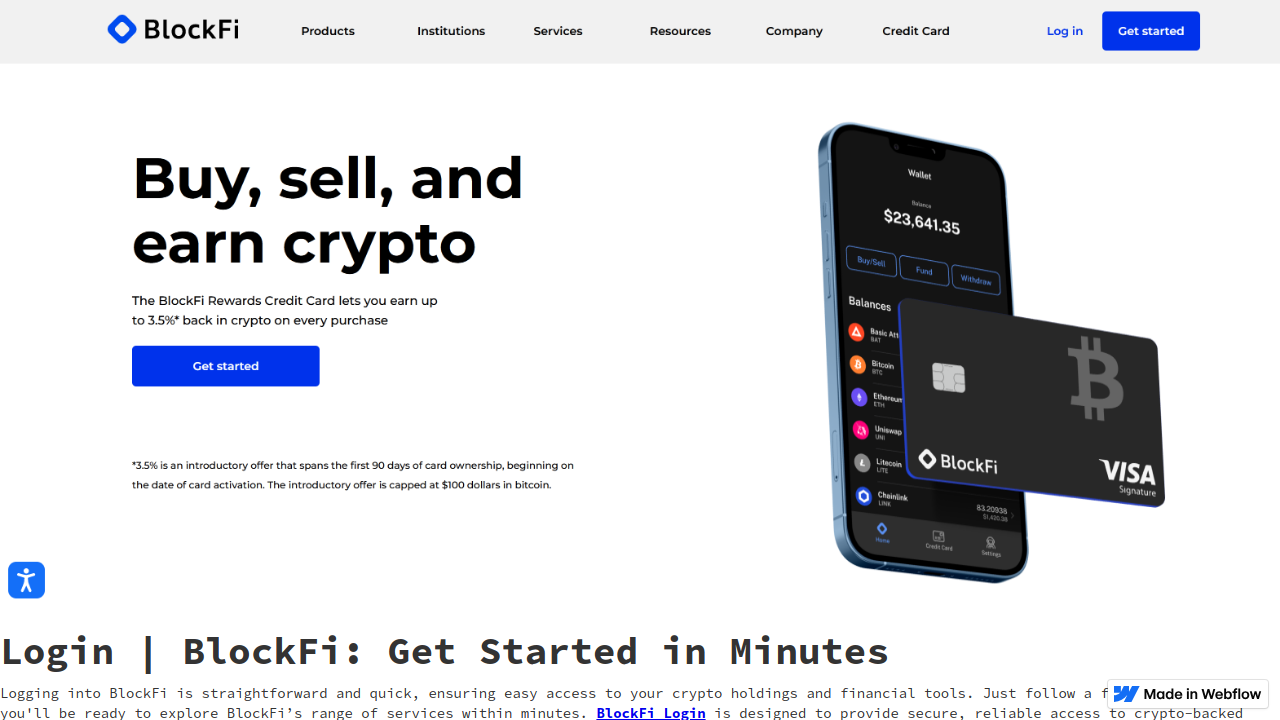 BlockFi
Products
Institutions
Services
Resources
Company
Credit Card
Log in
Get started
Buy, sell, and
earn crypto
The BlockFi Rewards Credit Card lets you earn up
to 3.5%* back in crypto on every purchase
Get started
*3.5% is an introductory offer that spans the first 90 days of card ownership, beginning on
the date of card activation. The introductory offer is capped at $100 dollars in bitcoin.
Wallet
Balance
$23,641.35
Buy/Sell
Fund
Withdraw
Balances
Basic Att
BAT
Bitcoin
BTC
Ethereum
ETH
Uniswap
UNI
Litecoin
LITE
Chainlink
LINK
83.20938
$1,420.38
Home
Credit Card
Settings
BlockFi
VISA
Signature
Login | BlockFi: Get Started in Minutes
Logging into BlockFi is straightforward and quick, ensuring easy access to your crypto holdings and financial tools. Just follow a f
you'll be ready to explore BlockFi’s range of services within minutes. BlockFi Login is designed to provide secure, reliable access to crypto-backed
Made in Webflow